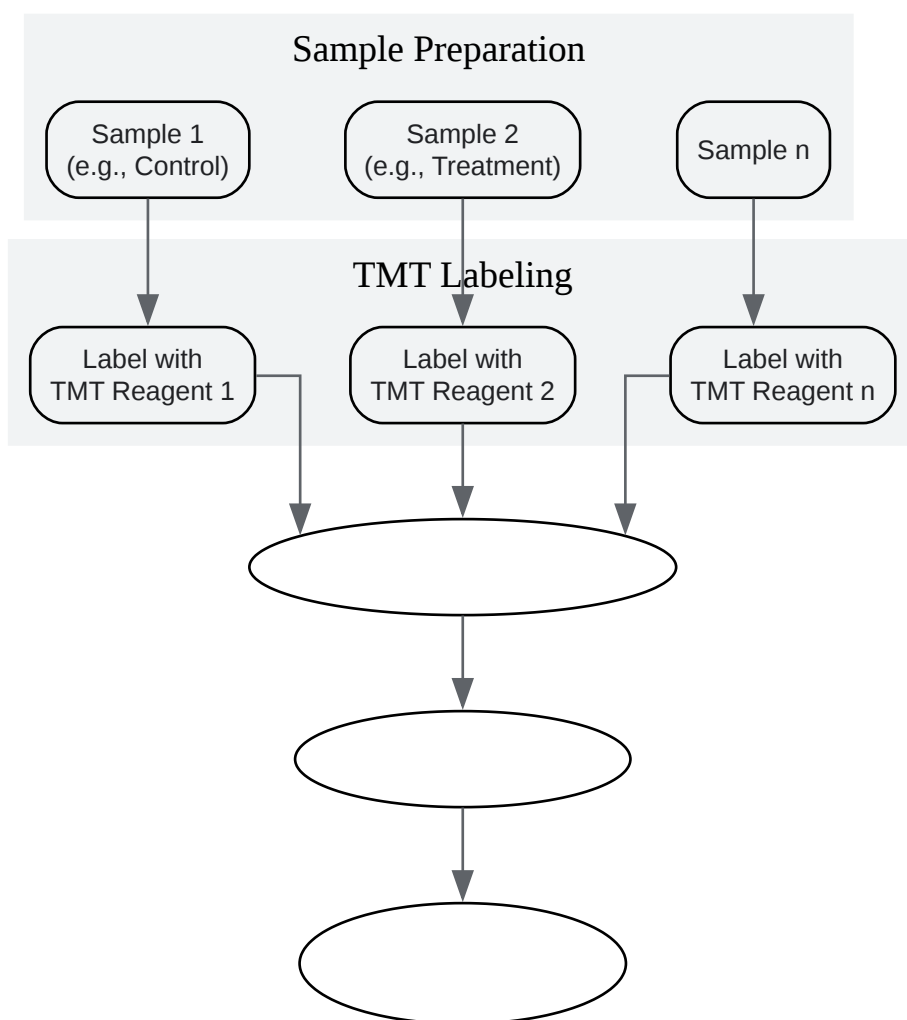 Sample Preparation
Sample 1
(e.g., Control)
Sample 2
(e.g., Treatment)
Sample n
TMT Labeling
Label with
TMT Reagent 1
Label with
TMT Reagent 2
Label with
TMT Reagent n